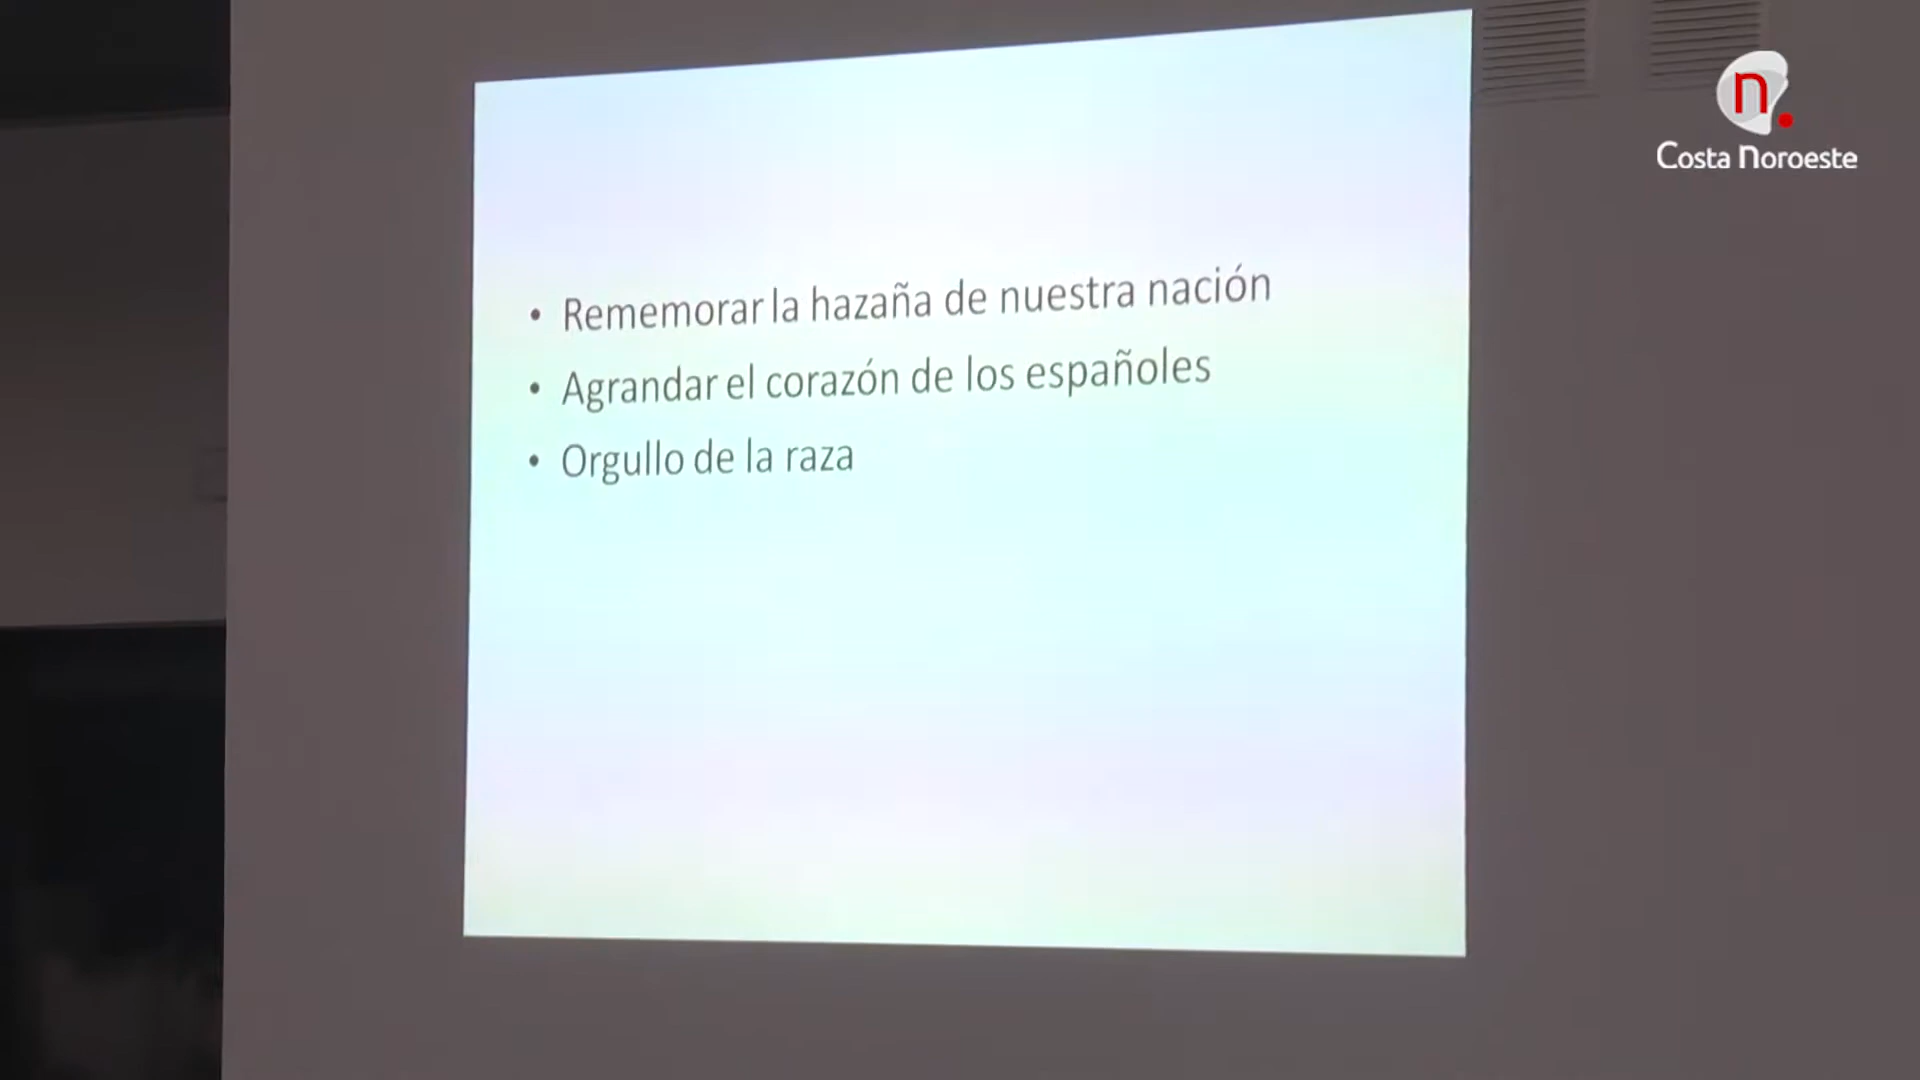 n.
Costa Noroeste
• Rememorar la hazaña de nuestra nación
• Agrandar el corazón de los españoles
• Orgullo de la raza